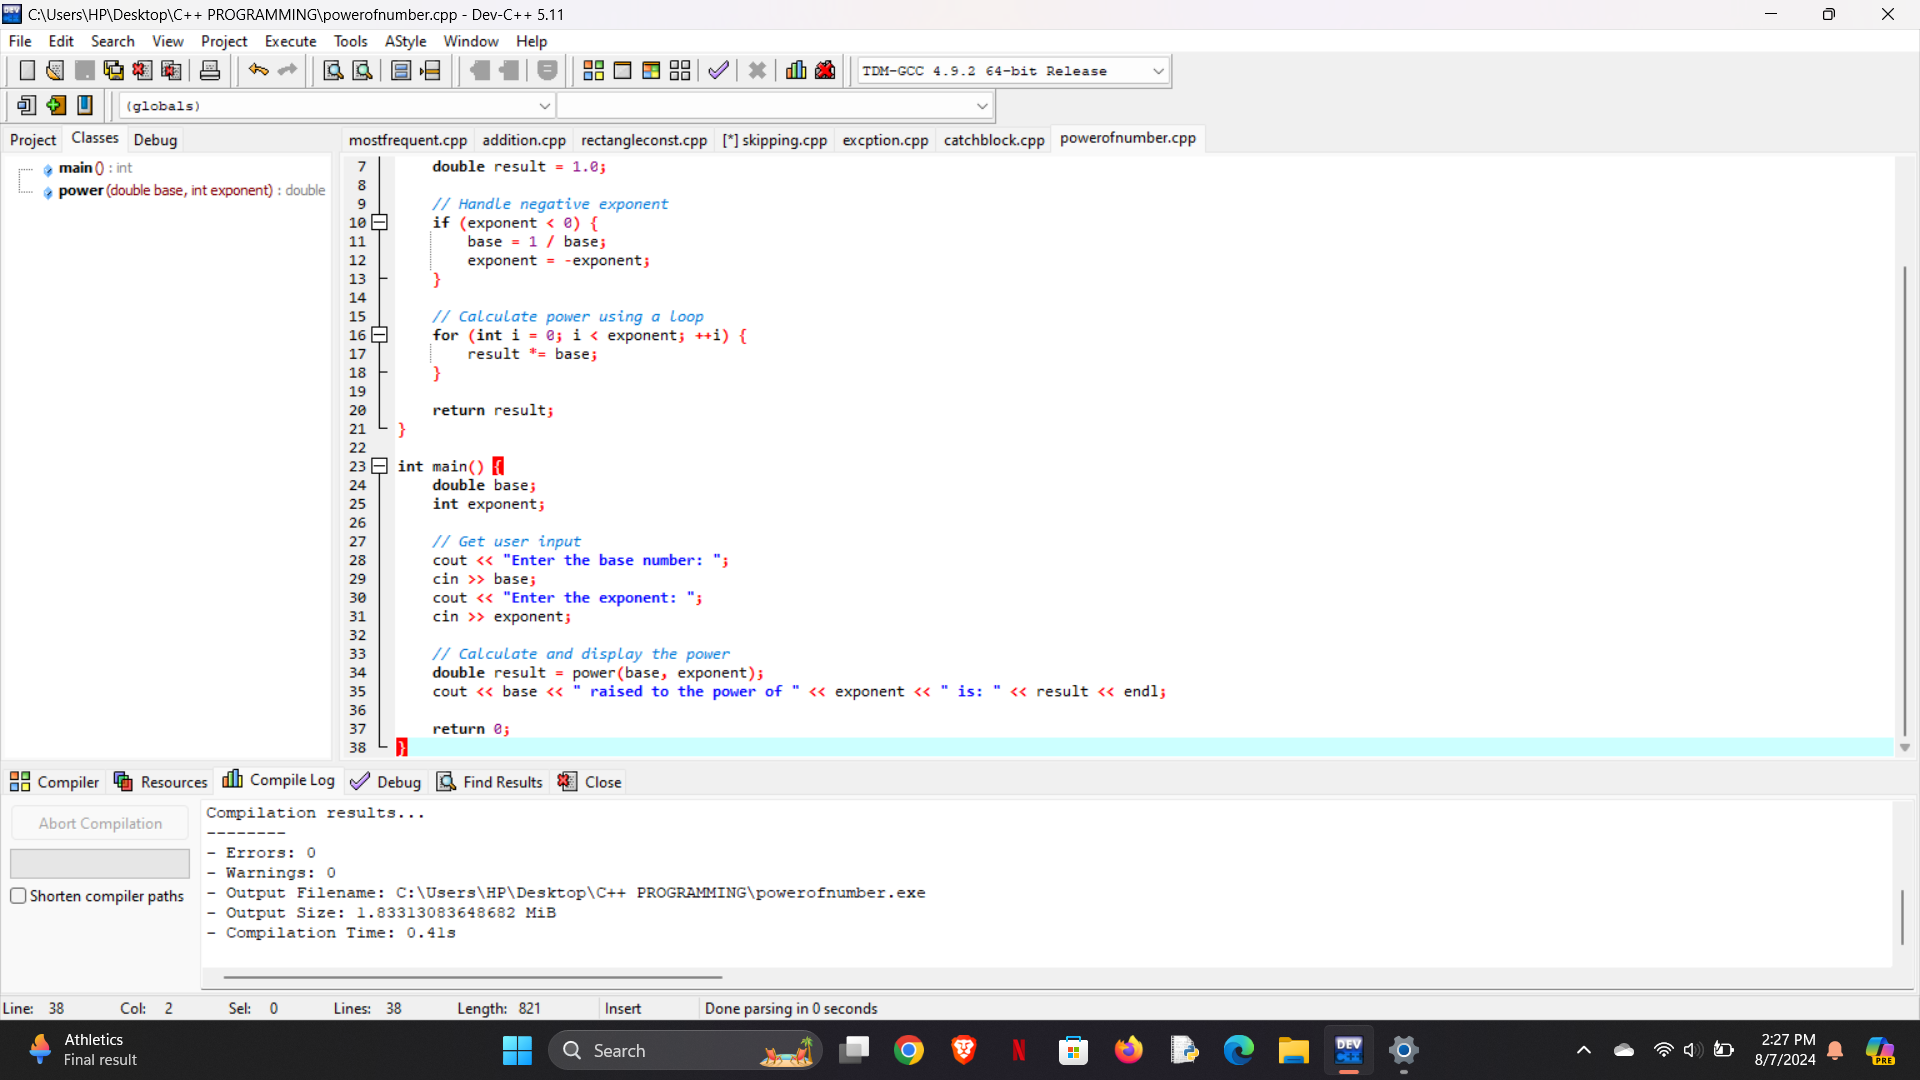 C:\Users\HP\Desktop\C++ PROGRAMMING\powerofnumber.cpp - Dev-C++ 5.11
File Edit Search View Project Execute Tools AStyle Window Help
TDM-GCC 4.9.2 64-bit Release
(globals)
Project Classes Debug
mostfrequent.cpp addition.cpp rectangleconst.cpp [*] skipping.cpp excption.cpp catchblock.cpp powerofnumber.cpp
main () : int
power (double base, int exponent) : double
7 double result = 1.0;
8
9 // Handle negative exponent
10 if (exponent < 0) {
11 base = 1 / base;
12 exponent = -exponent;
13 }
14
15 // Calculate power using a loop
16 for (int i = 0; i < exponent; ++i) {
17 result *= base;
18 }
19
20 return result;
21 }
22
23 int main() {
24 double base;
25 int exponent;
26
27 // Get user input
28 cout << "Enter the base number: ";
29 cin >> base;
30 cout << "Enter the exponent: ";
31 cin >> exponent;
32
33 // Calculate and display the power
34 double result = power(base, exponent);
35 cout << base << " raised to the power of " << exponent << " is: " << result << endl;
36
37 return 0;
38 }
Compiler Resources Compile Log Debug Find Results Close
Abort Compilation
Shorten compiler paths
Compilation results...
--------
- Errors: 0
- Warnings: 0
- Output Filename: C:\Users\HP\Desktop\C++ PROGRAMMING\powerofnumber.exe
- Output Size: 1.83313083648682 MiB
- Compilation Time: 0.41s
Line: 38 Col: 2 Sel: 0 Lines: 38 Length: 821 Insert Done parsing in 0 seconds
Athletics
Final result
Search
DEV
C++
2:27 PM
8/7/2024
PRE